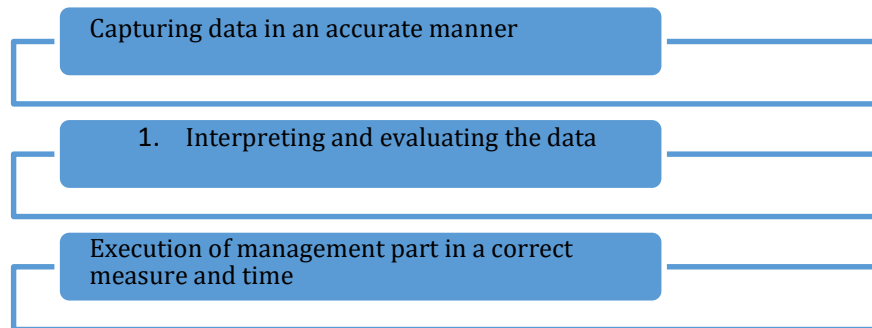 Capturing data in an accurate manner
1. Interpreting and evaluating the data
Execution of management part in a correct
measure and time